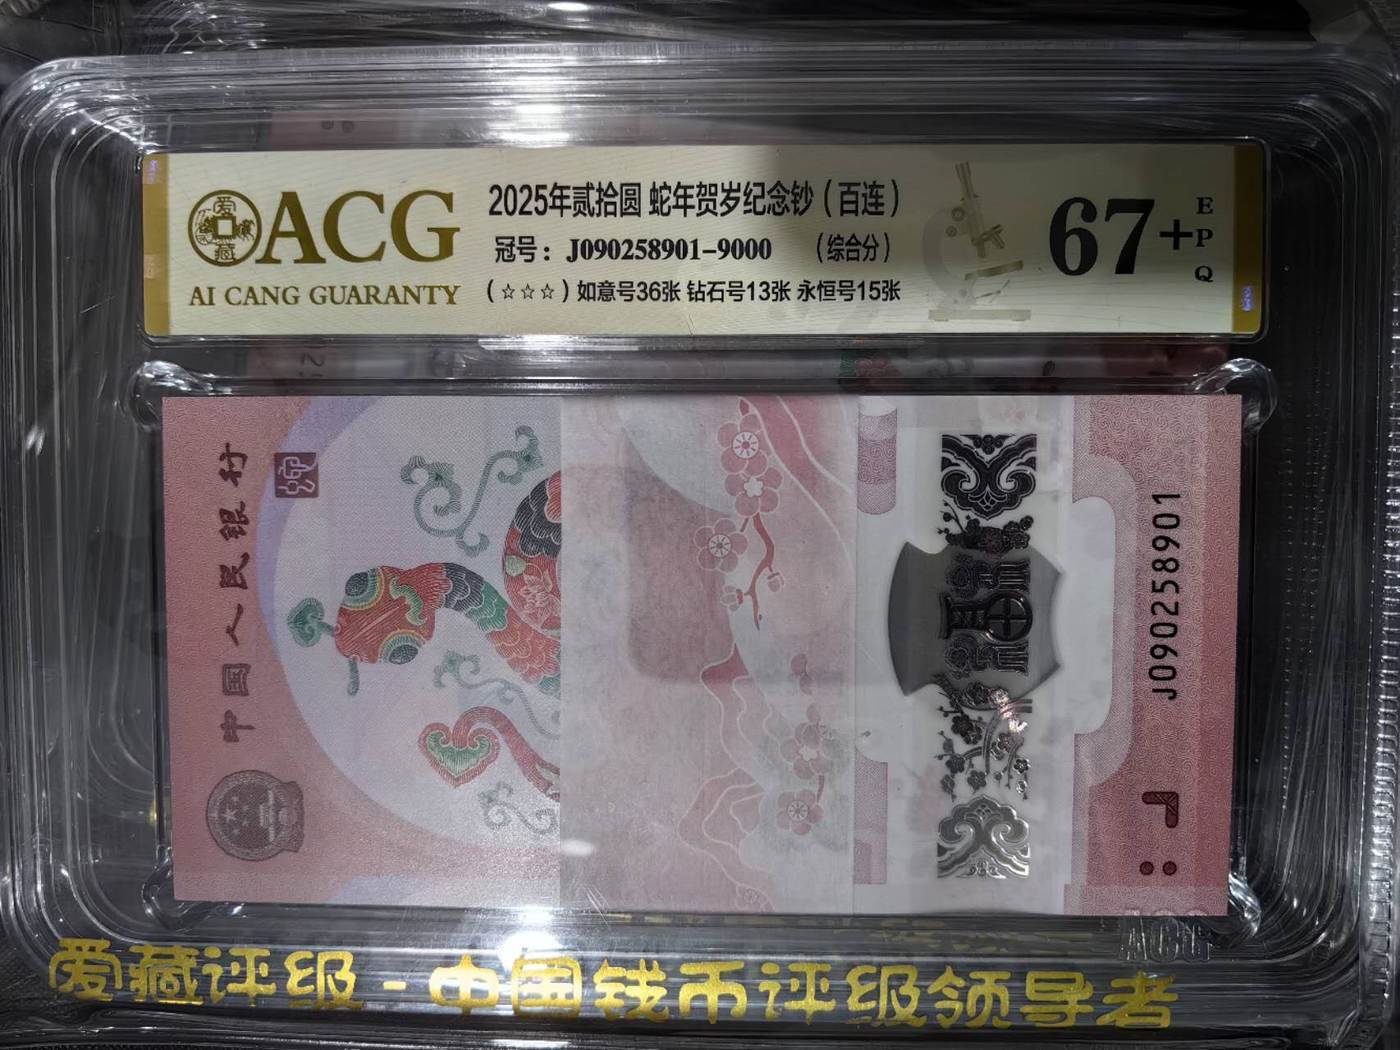 ACG
AI CANG GUARANTY
2025年贰拾圆 蛇年贺岁纪念钞（百连）
冠号：J090258901-9000 （综合分）
(☆☆☆) 如意号36张 钻石号13张 永恒号15张
67+
EPQ
中国人民银行
J090258901
ACG
爱藏评级-中国钱币评级领导者